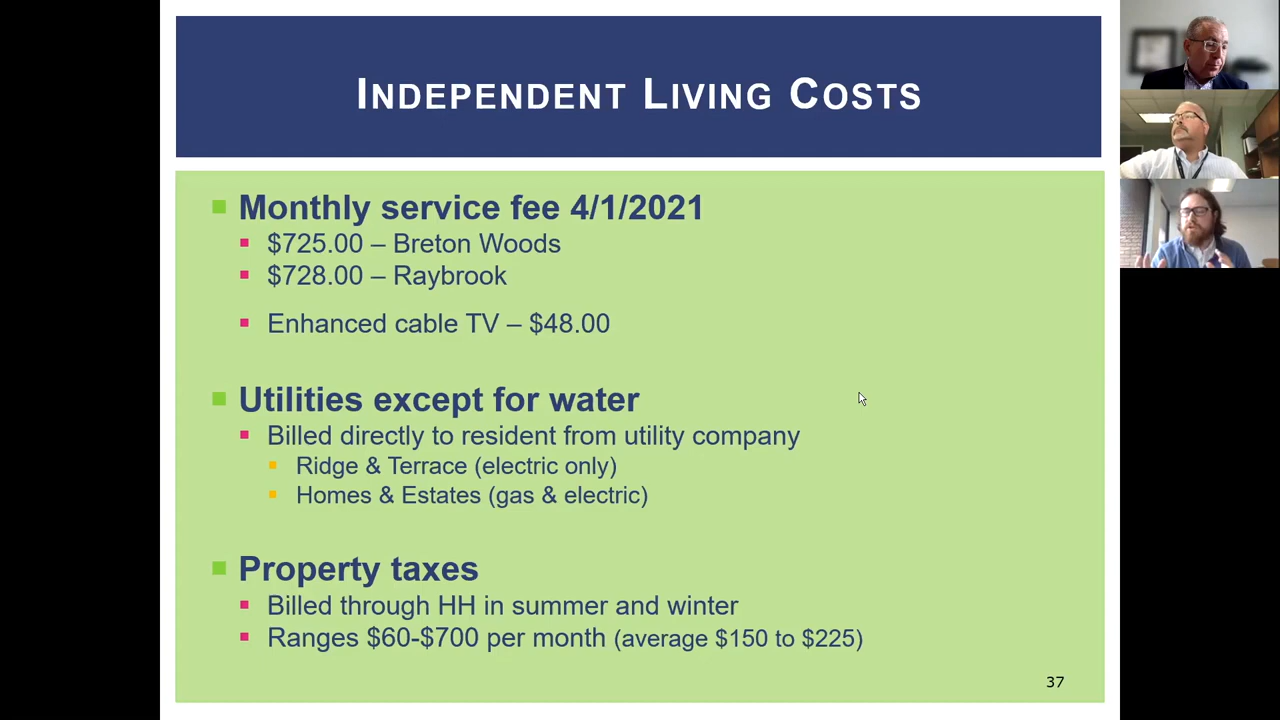 INDEPENDENT LIVING COSTS
Monthly service fee 4/1/2021
$725.00 – Breton Woods
$728.00 – Raybrook
Enhanced cable TV – $48.00
Utilities except for water
Billed directly to resident from utility company
Ridge & Terrace (electric only)
Homes & Estates (gas & electric)
Property taxes
Billed through HH in summer and winter
Ranges $60-$700 per month (average $150 to $225)
37